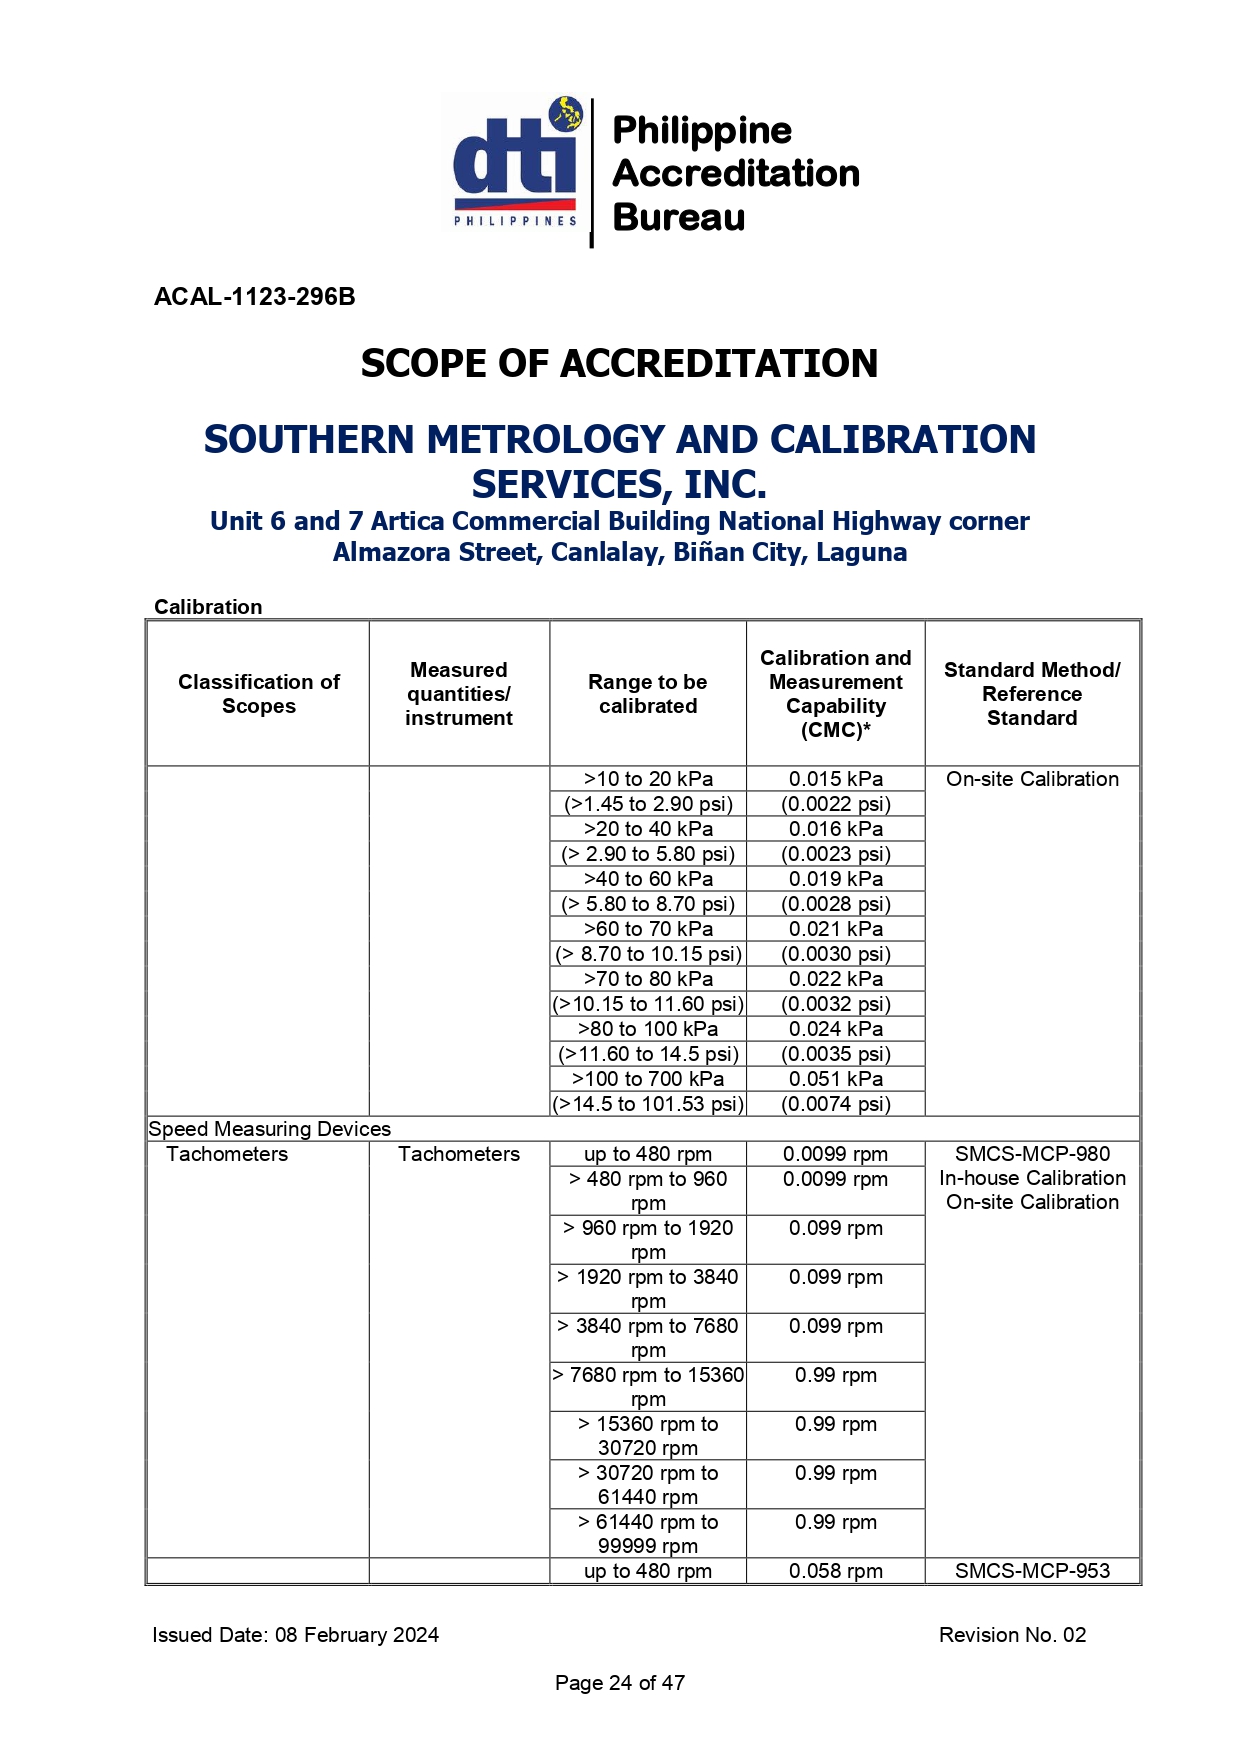 dti
PHILIPPINES
Philippine
Accreditation
Bureau
ACAL-1123-296B
SCOPE OF ACCREDITATION
SOUTHERN METROLOGY AND CALIBRATION
SERVICES, INC.
Unit 6 and 7 Artica Commercial Building National Highway corner
Almazora Street, Canlalay, Biñan City, Laguna
Calibration
Classification of
Scopes
Measured
quantities/
instrument
Range to be
calibrated
Calibration and
Measurement
Capability
(CMC)*
Standard Method/
Reference
Standard
>10 to 20 kPa 0.015 kPa On-site Calibration
(>1.45 to 2.90 psi) (0.0022 psi)
>20 to 40 kPa 0.016 kPa
(> 2.90 to 5.80 psi) (0.0023 psi)
>40 to 60 kPa 0.019 kPa
(> 5.80 to 8.70 psi) (0.0028 psi)
>60 to 70 kPa 0.021 kPa
(> 8.70 to 10.15 psi) (0.0030 psi)
>70 to 80 kPa 0.022 kPa
(>10.15 to 11.60 psi) (0.0032 psi)
>80 to 100 kPa 0.024 kPa
(>11.60 to 14.5 psi) (0.0035 psi)
>100 to 700 kPa 0.051 kPa
(>14.5 to 101.53 psi) (0.0074 psi)
Speed Measuring Devices
Tachometers Tachometers up to 480 rpm 0.0099 rpm SMCS-MCP-980
In-house Calibration
On-site Calibration
> 480 rpm to 960 0.0099 rpm
rpm
> 960 rpm to 1920 0.099 rpm
rpm
> 1920 rpm to 3840 0.099 rpm
rpm
> 3840 rpm to 7680 0.099 rpm
rpm
> 7680 rpm to 15360 0.99 rpm
rpm
> 15360 rpm to 0.99 rpm
30720 rpm
> 30720 rpm to 0.99 rpm
61440 rpm
> 61440 rpm to 0.99 rpm
99999 rpm
up to 480 rpm 0.058 rpm SMCS-MCP-953
Issued Date: 08 February 2024 Revision No. 02
Page 24 of 47